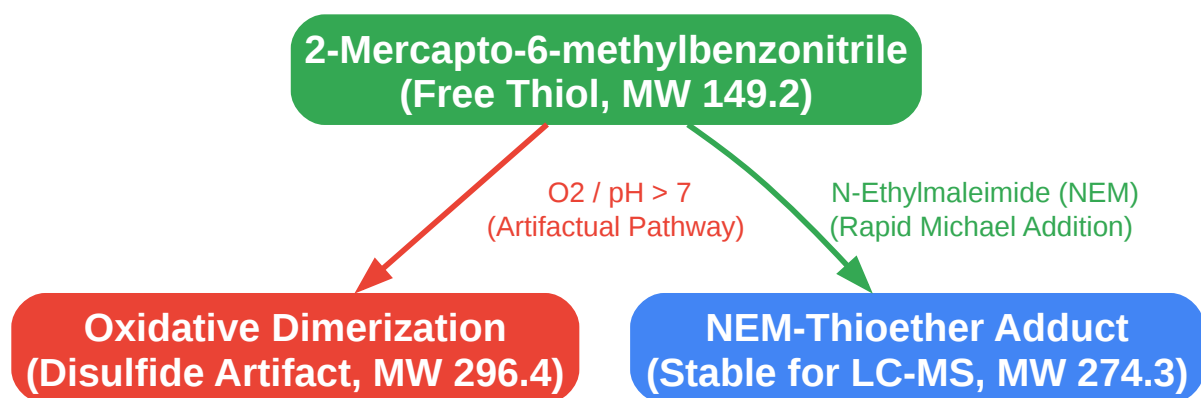 2-Mercapto-6-methylbenzonitrile
(Free Thiol, MW 149.2)
O2 / pH > 7
(Artifactual Pathway)
N-Ethylmaleimide (NEM)
(Rapid Michael Addition)
Oxidative Dimerization
(Disulfide Artifact, MW 296.4)
NEM-Thioether Adduct
(Stable for LC-MS, MW 274.3)